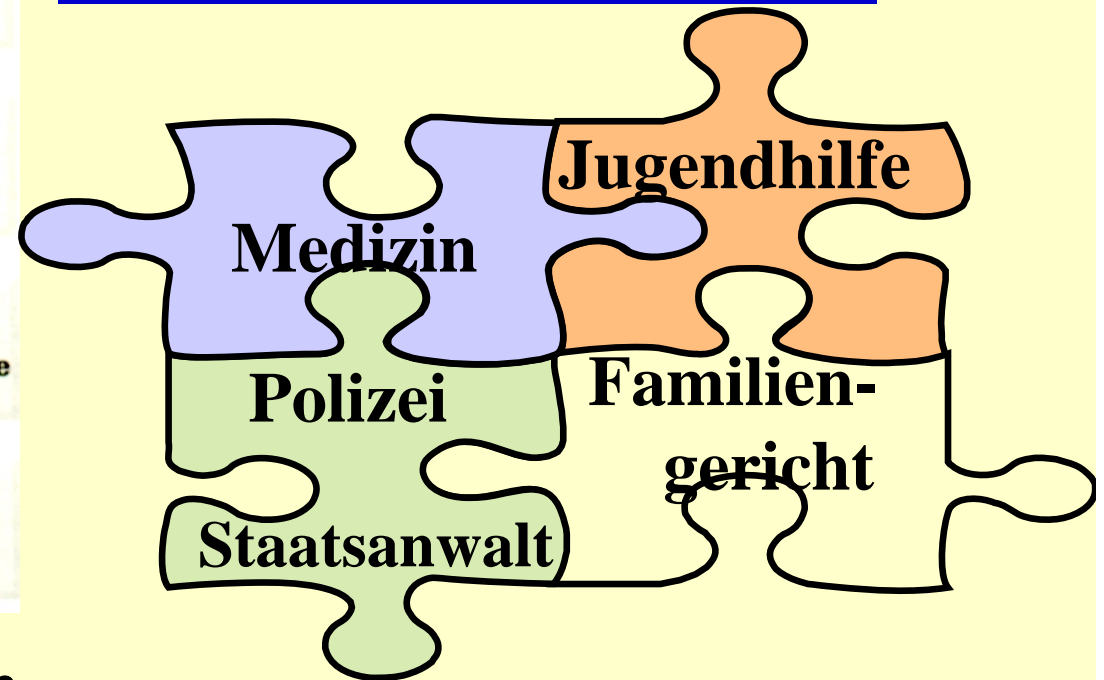 Jugendhilfe
Medizin
Polizei
Familien-
gericht
Staatsanwalt